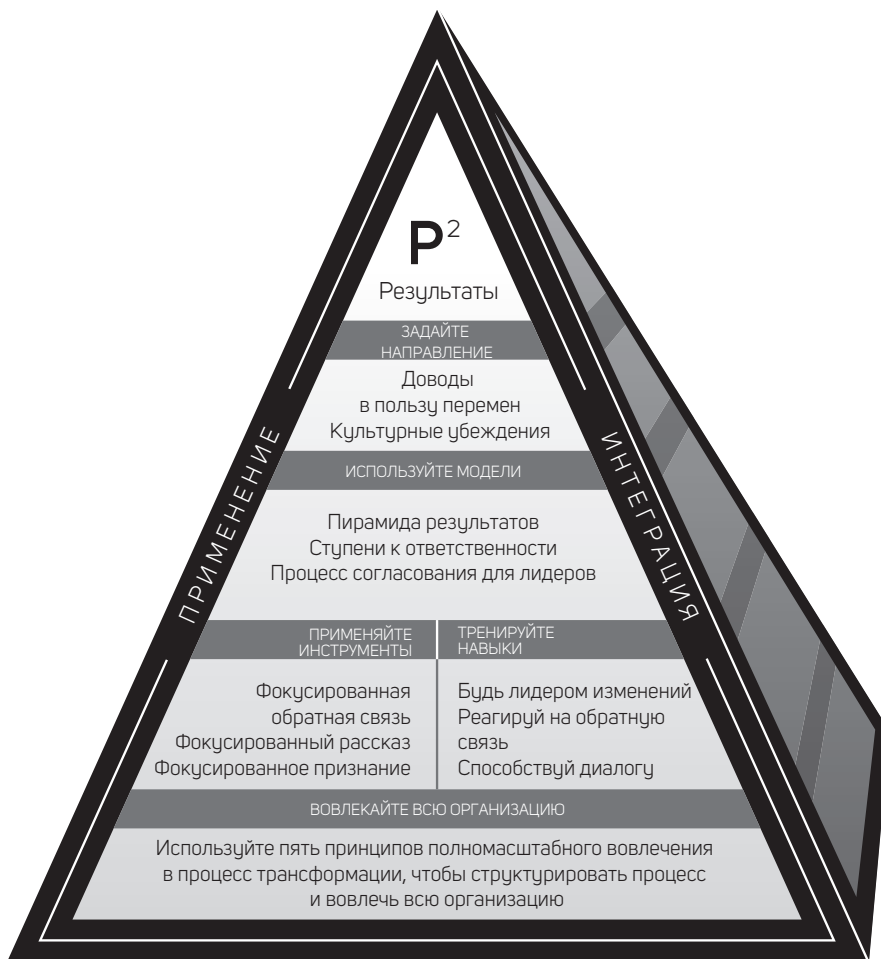 Р²
Результаты
ЗАДАЙТЕ
НАПРАВЛЕНИЕ
Доводы
в пользу перемен
Культурные убеждения
ИСПОЛЬЗУЙТЕ МОДЕЛИ
Пирамида результатов
Ступени к ответственности
Процесс согласования для лидеров
ПРИМЕНЕНИЕ
ИНТЕГРАЦИЯ
ПРИМЕНЯЙТЕ
ИНСТРУМЕНТЫ
Фокусированная
обратная связь
Фокусированный рассказ
Фокусированное признание
ТРЕНИРУЙТЕ
НАВЫКИ
Будь лидером изменений
Реагируй на обратную
связь
Способствуй диалогу
ВОВЛЕКАЙТЕ ВСЮ ОРГАНИЗАЦИЮ
Используйте пять принципов полномасштабного вовлечения
в процесс трансформации, чтобы структурировать процесс
и вовлечь всю организацию